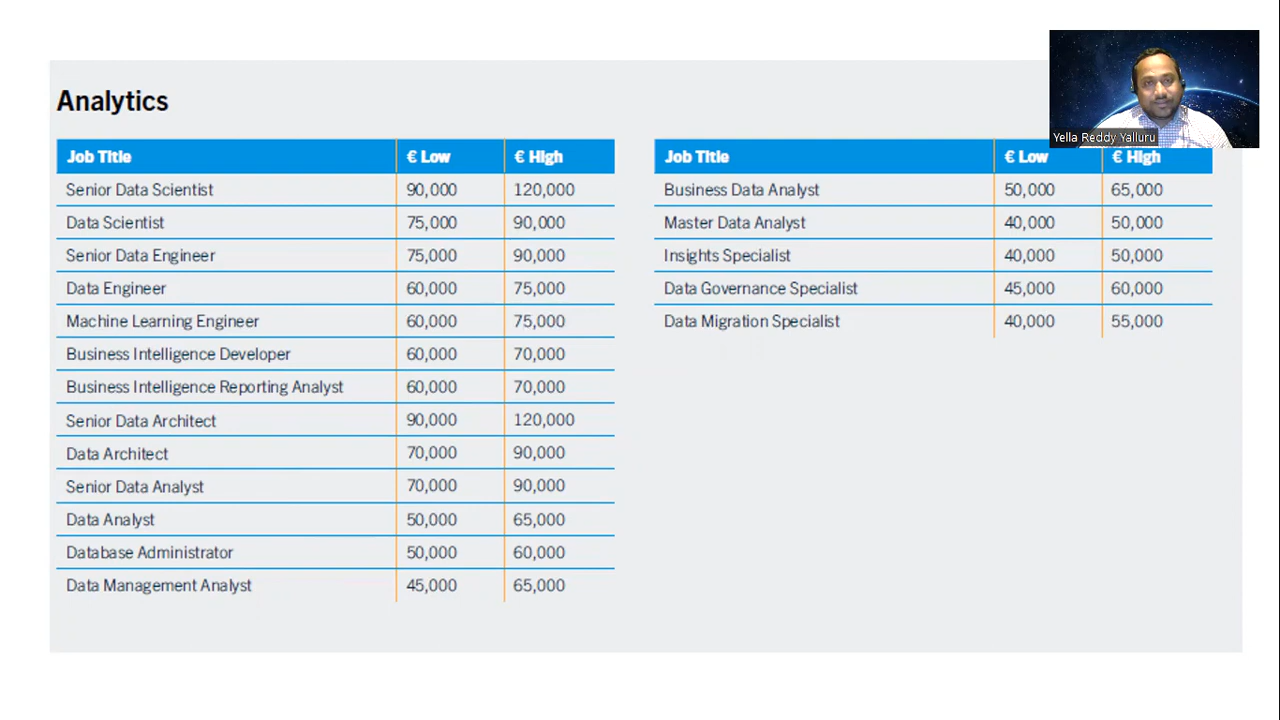 Analytics
Job Title € Low € High
Senior Data Scientist 90,000 120,000
Data Scientist 75,000 90,000
Senior Data Engineer 75,000 90,000
Data Engineer 60,000 75,000
Machine Learning Engineer 60,000 75,000
Business Intelligence Developer 60,000 70,000
Business Intelligence Reporting Analyst 60,000 70,000
Senior Data Architect 90,000 120,000
Data Architect 70,000 90,000
Senior Data Analyst 70,000 90,000
Data Analyst 50,000 65,000
Database Administrator 50,000 60,000
Data Management Analyst 45,000 65,000
Job Title € Low € High
Business Data Analyst 50,000 65,000
Master Data Analyst 40,000 50,000
Insights Specialist 40,000 50,000
Data Governance Specialist 45,000 60,000
Data Migration Specialist 40,000 55,000
Yella Reddy Yalluru